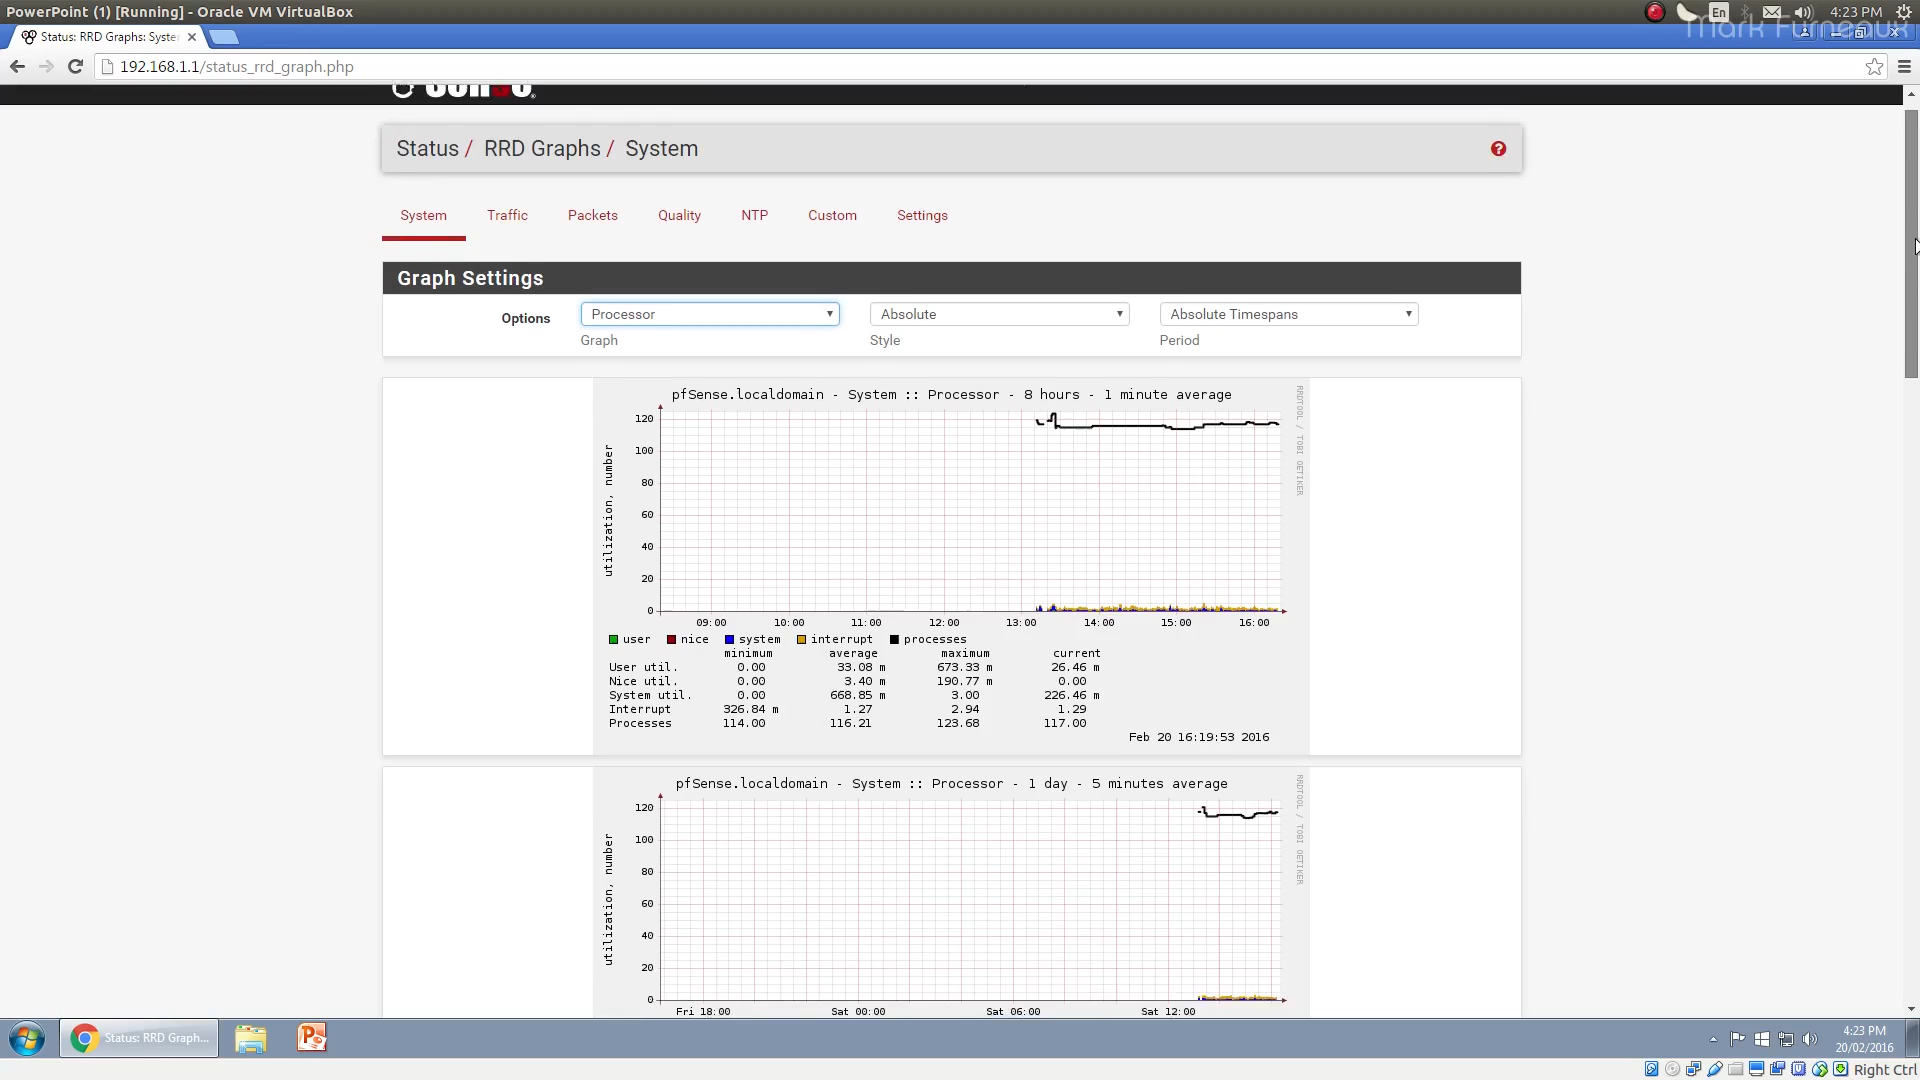 PowerPoint (1) [Running] - Oracle VM VirtualBox
En
4:23 PM
Mark Furneaux
Status: RRD Graphs: Syste
192.168.1.1/status_rrd_graph.php
Status / RRD Graphs / System
System Traffic Packets Quality NTP Custom Settings
Graph Settings
Options Processor Absolute Absolute Timespans
Graph Style Period
pfSense.localdomain - System :: Processor - 8 hours - 1 minute average
RRDTOOL / TOBI OETIKER
utilization, number
120
100
80
60
40
20
0
09:00 10:00 11:00 12:00 13:00 14:00 15:00 16:00
user nice system interrupt processes
minimum average maximum current
User util. 0.00 33.08 m 673.33 m 26.46 m
Nice util. 0.00 3.40 m 190.77 m 0.00
System util. 0.00 668.85 m 3.00 226.46 m
Interrupt 326.84 m 1.27 2.94 1.29
Processes 114.00 116.21 123.68 117.00
Feb 20 16:19:53 2016
pfSense.localdomain - System :: Processor - 1 day - 5 minutes average
RRDTOOL / TOBI OETIKER
utilization, number
120
100
80
60
40
20
0
Fri 18:00 Sat 00:00 Sat 06:00 Sat 12:00
Status: RRD Graph...
4:23 PM
20/02/2016
Right Ctrl